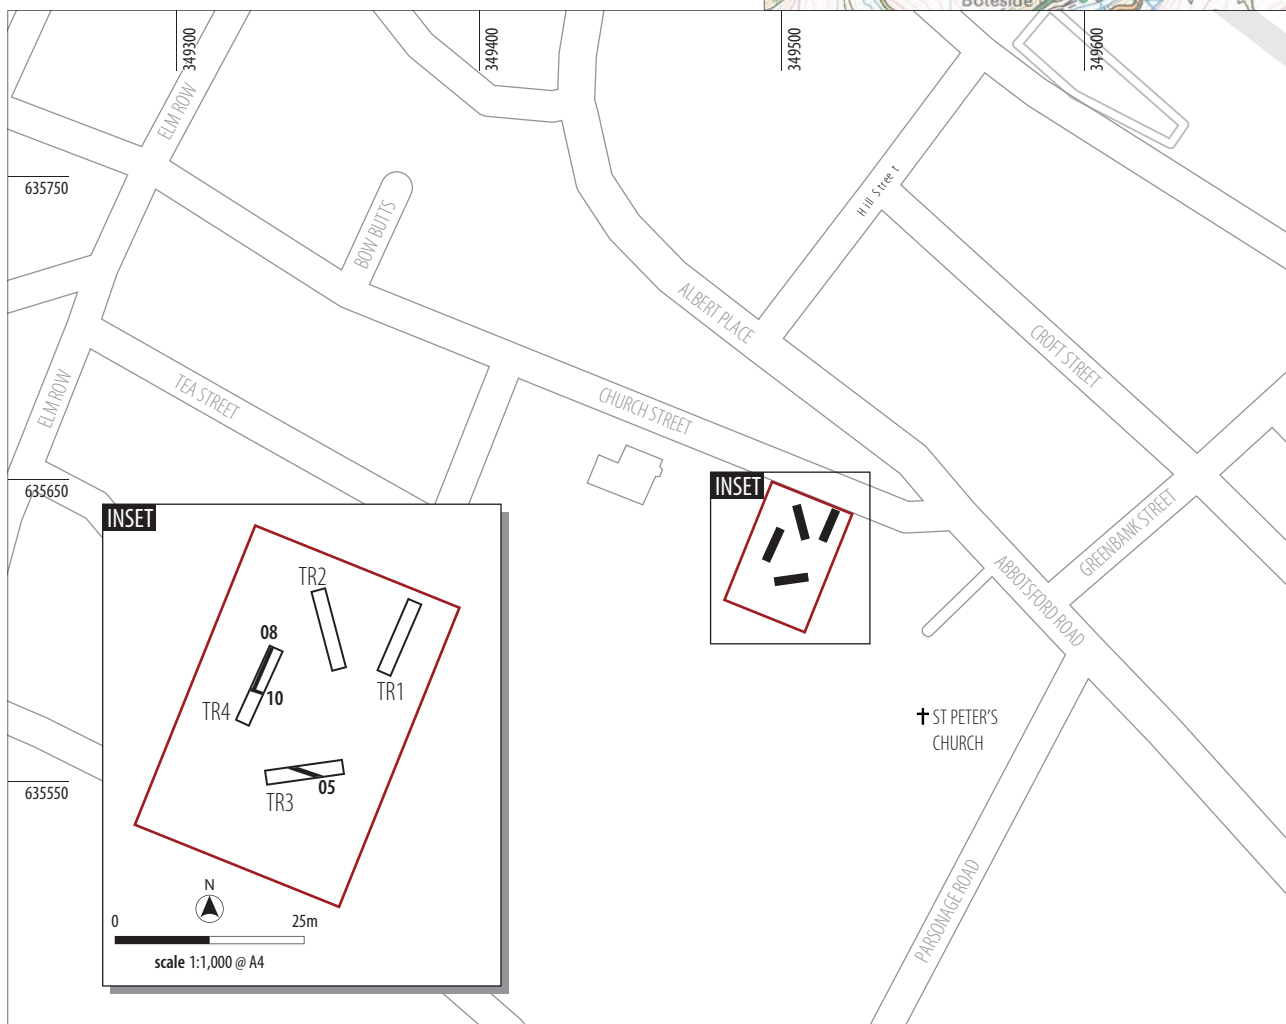 Boleside
349300
349400
349500
349600
ELM ROW
635750
Hill Street
BOW BUTTS
ALBERT PLACE
CROFT STREET
TEA STREET
ELM ROW
CHURCH STREET
635650
INSET
INSET
GREENBANK STREET
ABBOTSFORD ROAD
TR2
TR1
08
10
TR4
05
TR3
ST PETER'S
CHURCH
635550
PARSONAGE ROAD
N
0 25m
scale 1:1,000 @ A4